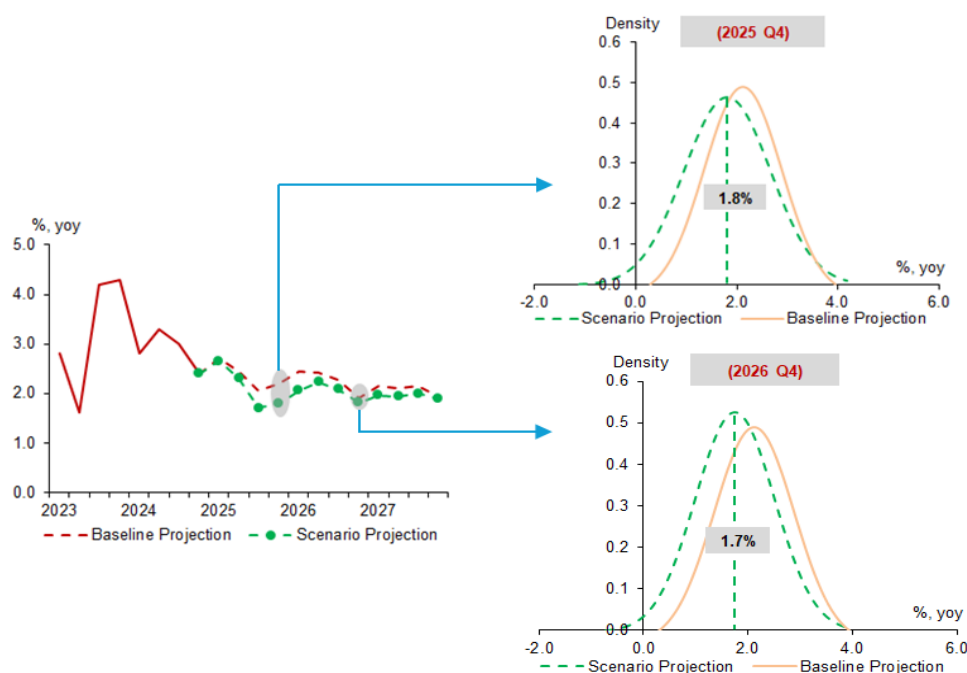 %, yoy
5.0
4.0
3.0
2.0
1.0
0.0
2023 2024 2025 2026 2027
Baseline Projection Scenario Projection
Density
(2025 Q4)
0.6
0.5
0.4
0.3
0.2
0.1
0.0
1.8%
%, yoy
-2.0 0.0 2.0 4.0 6.0
Scenario Projection Baseline Projection
Density
(2026 Q4)
0.6
0.5
0.4
0.3
0.2
0.1
0.0
1.7%
%, yoy
-2.0 0.0 2.0 4.0 6.0
Scenario Projection Baseline Projection